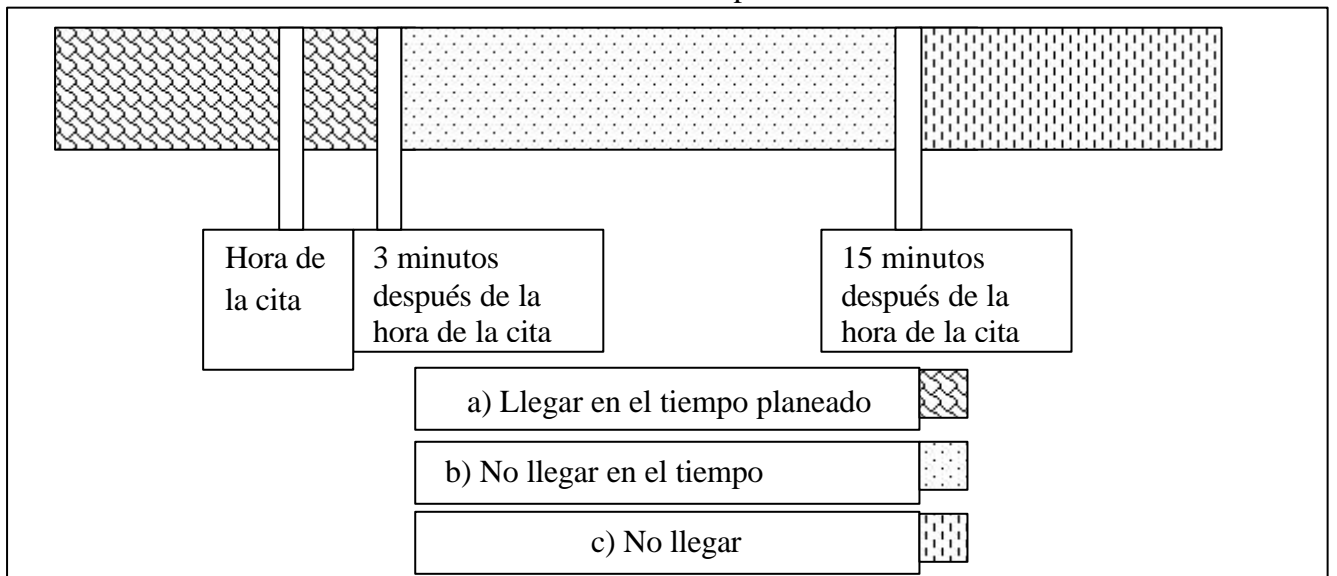 Hora de
la cita
3 minutos
después de la
hora de la cita
15 minutos
después de la
hora de la cita
a) Llegar en el tiempo planeado
b) No llegar en el tiempo
c) No llegar